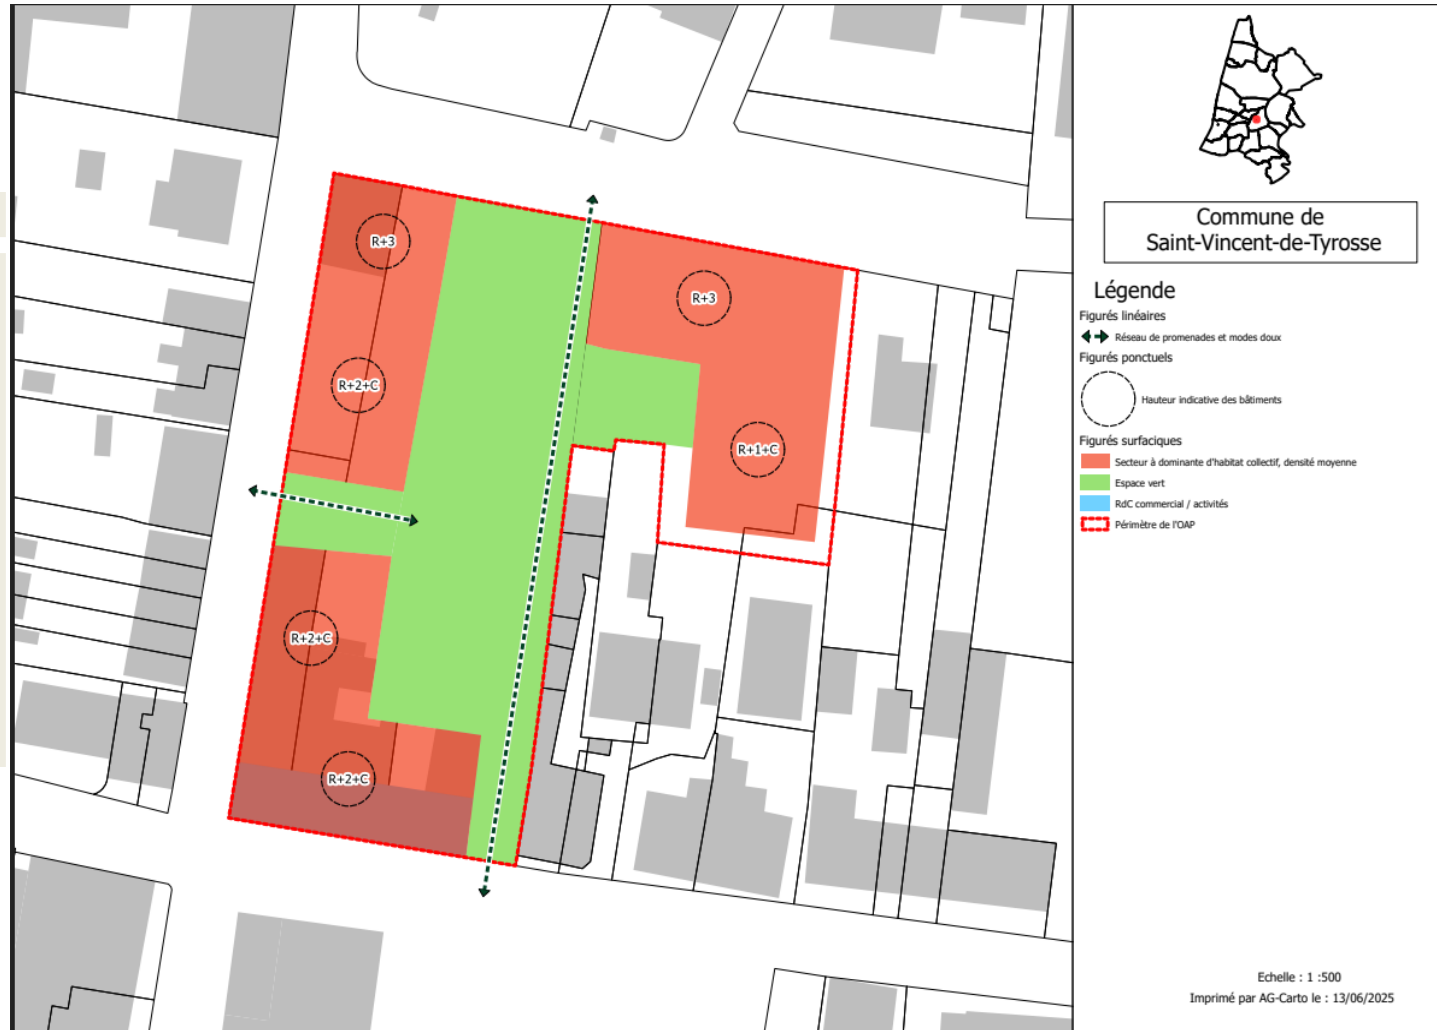 R+3
R+3
R+2+C
R+1+C
R+2+C
R+2+C
Commune de
Saint-Vincent-de-Tyrosse
Légende
Figurés linéaires
Réseau de promenades et modes doux
Figurés ponctuels
Hauteur indicative des bâtiments
Figurés surfaciques
Secteur à dominante d'habitat collectif, densité moyenne
Espace vert
RdC commercial / activités
Périmètre de l'OAP
Echelle : 1 :500
Imprimé par AG-Carto le : 13/06/2025